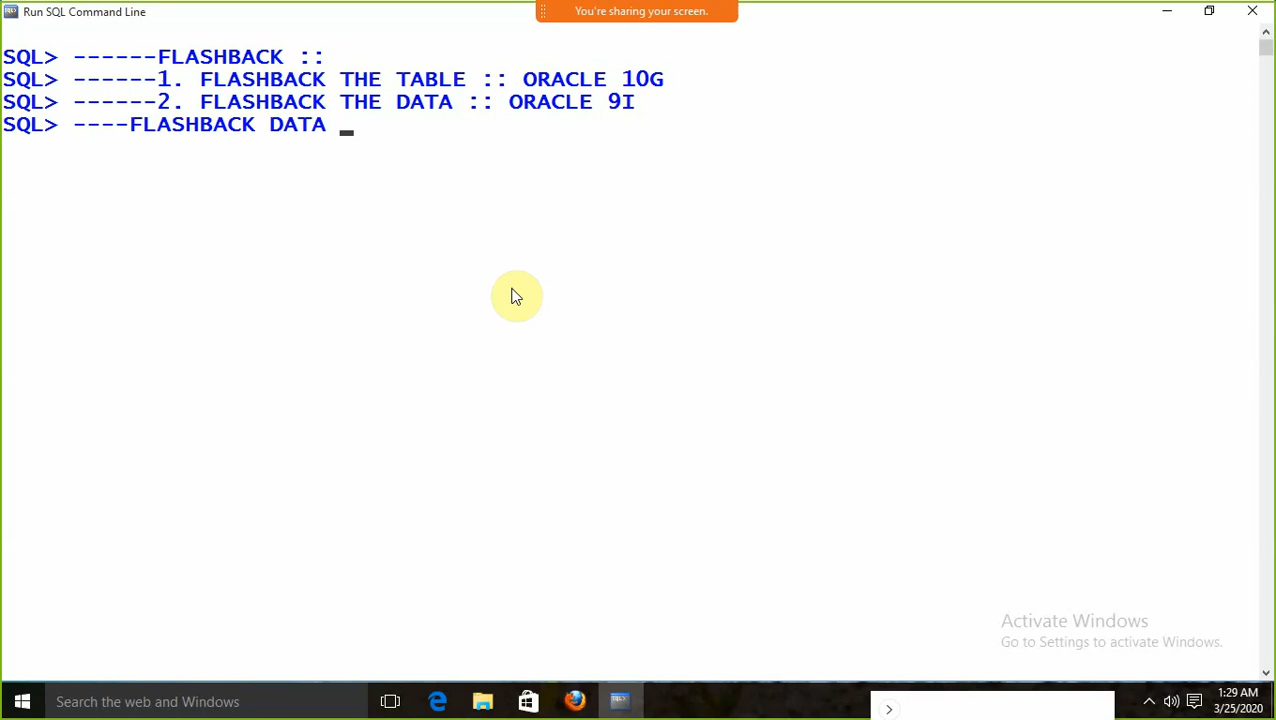 Run SQL Command Line
You're sharing your screen.
SQL> ------FLASHBACK ::
SQL> ------1. FLASHBACK THE TABLE :: ORACLE 10G
SQL> ------2. FLASHBACK THE DATA :: ORACLE 9I
SQL> ----FLASHBACK DATA _
Activate Windows
Go to Settings to activate Windows.
Search the web and Windows
1:29 AM
3/25/2020